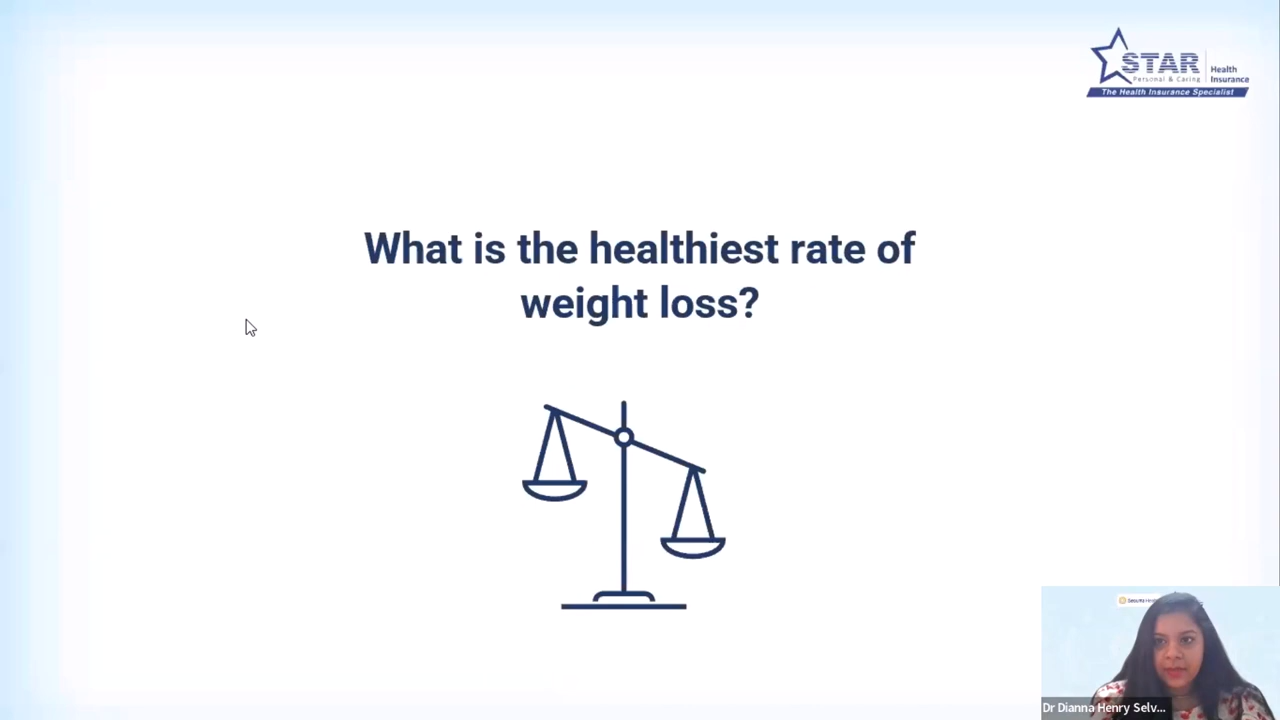 STAR
Personal & Caring
Health
Insurance
The Health Insurance Specialist
What is the healthiest rate of
weight loss?
Dr Dianna Henry Selv...